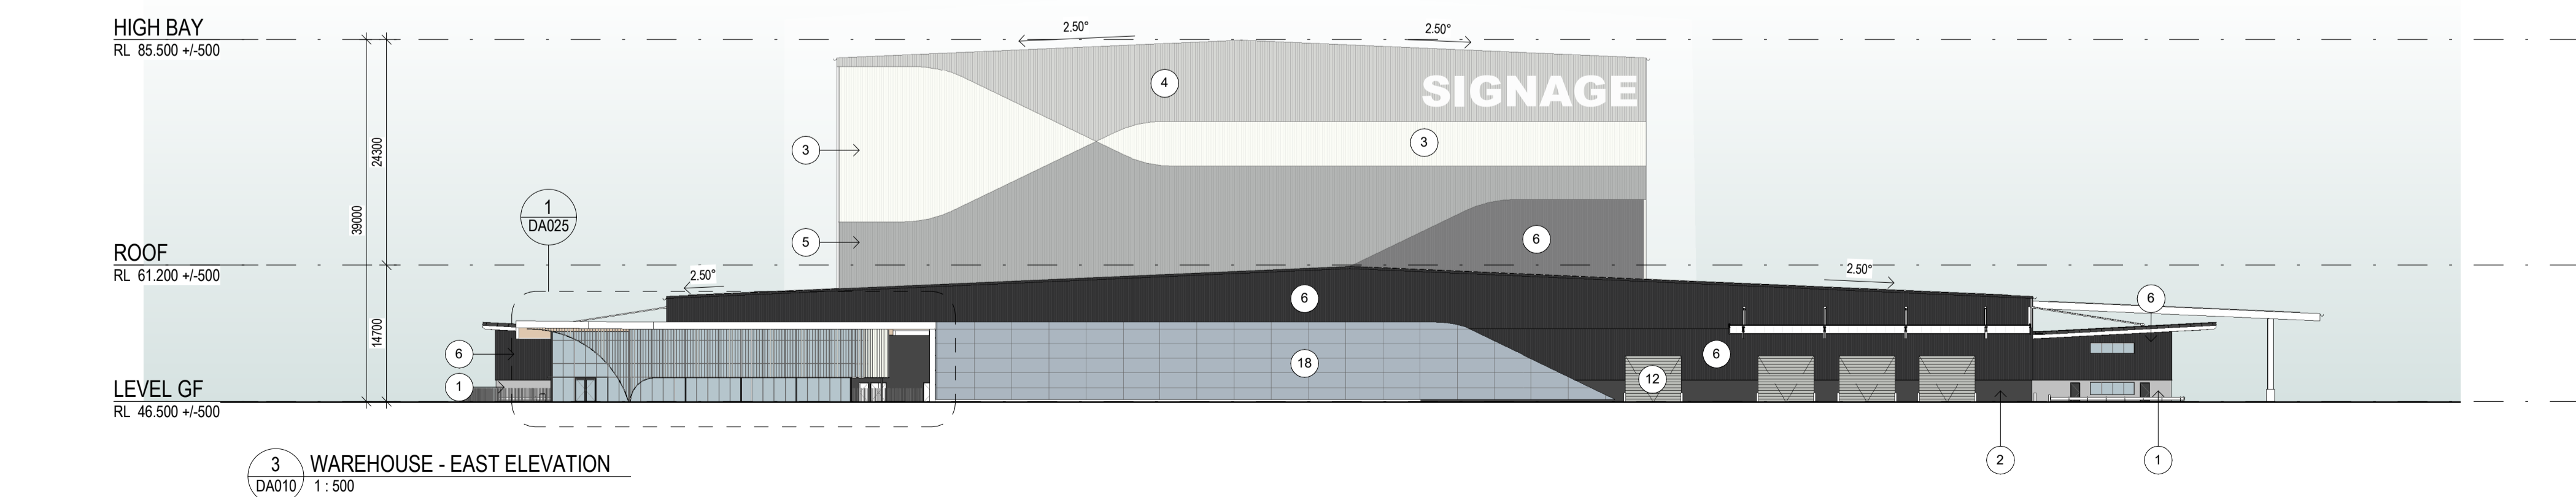 HIGH BAY
RL 85.500 +/-500
2.50°
2.50°
4
SIGNAGE
3
3
24300
39000
1
DA025
5
6
ROOF
RL 61.200 +/-500
2.50°
2.50°
6
6
14700
6
18
6
12
1
LEVEL GF
RL 46.500 +/-500
2
1
3
DA010
WAREHOUSE - EAST ELEVATION
1 : 500